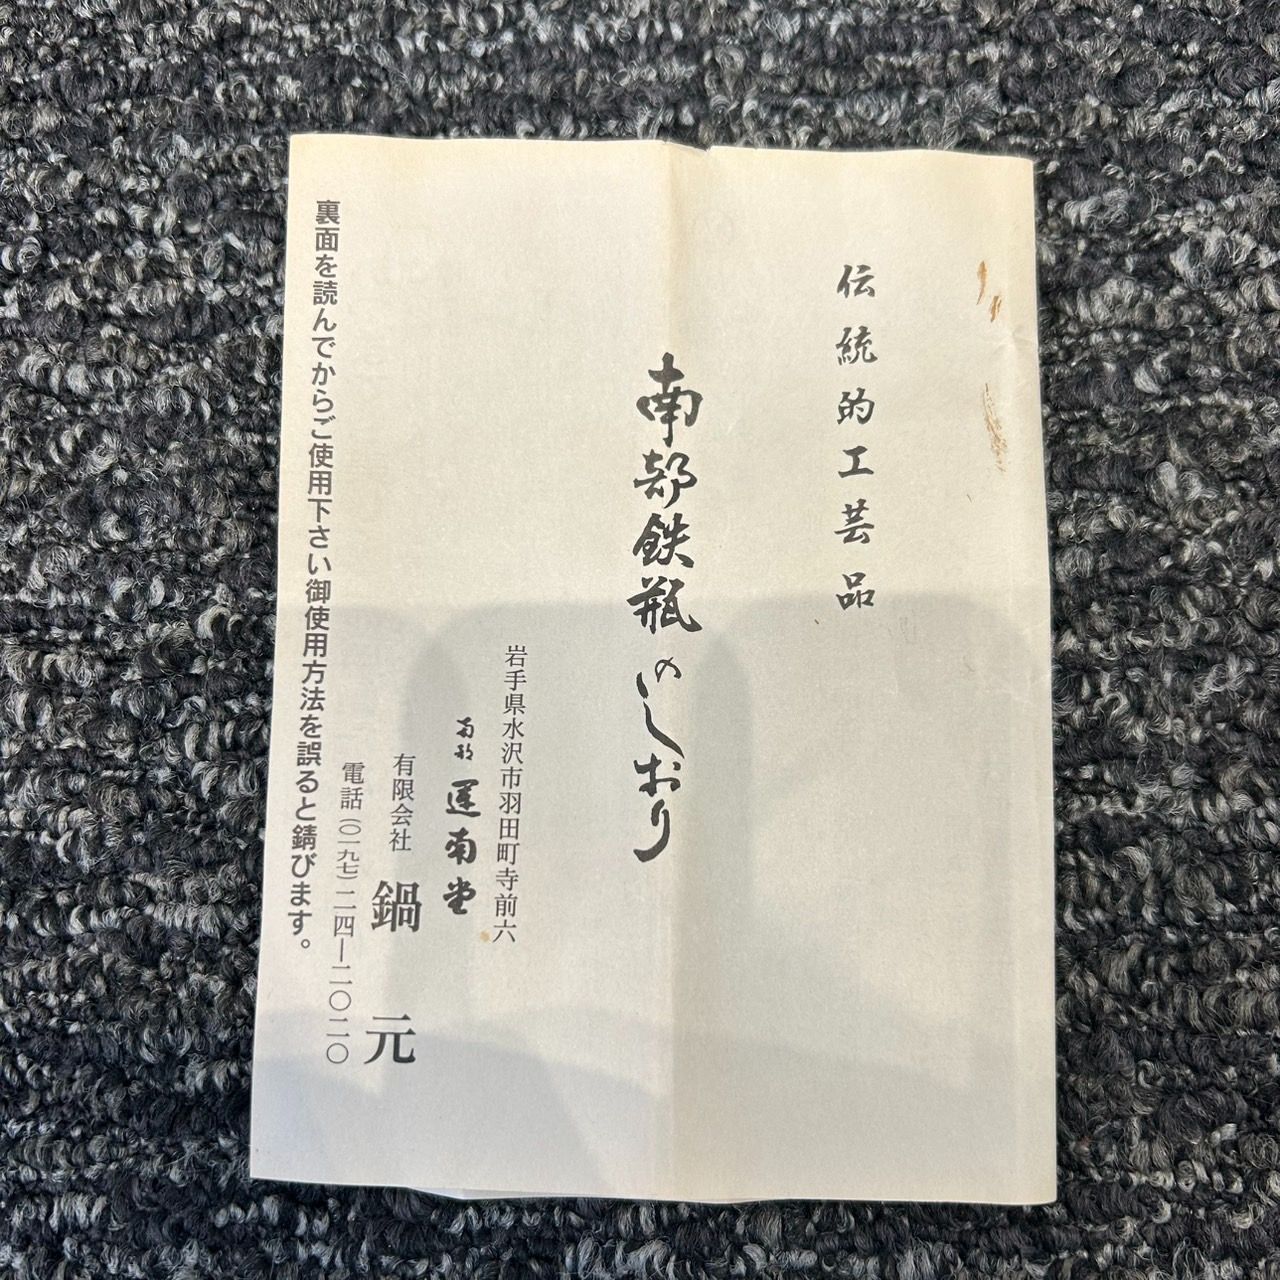 伝統的工芸品
南部鉄瓶のしおり
岩手県水沢市羽田町寺前六
南部 運南堂
有限会社 鍋元
電話(〇一九七)二四―二〇二〇
裏面を読んでからご使用下さい御使用方法を誤ると錆びます。